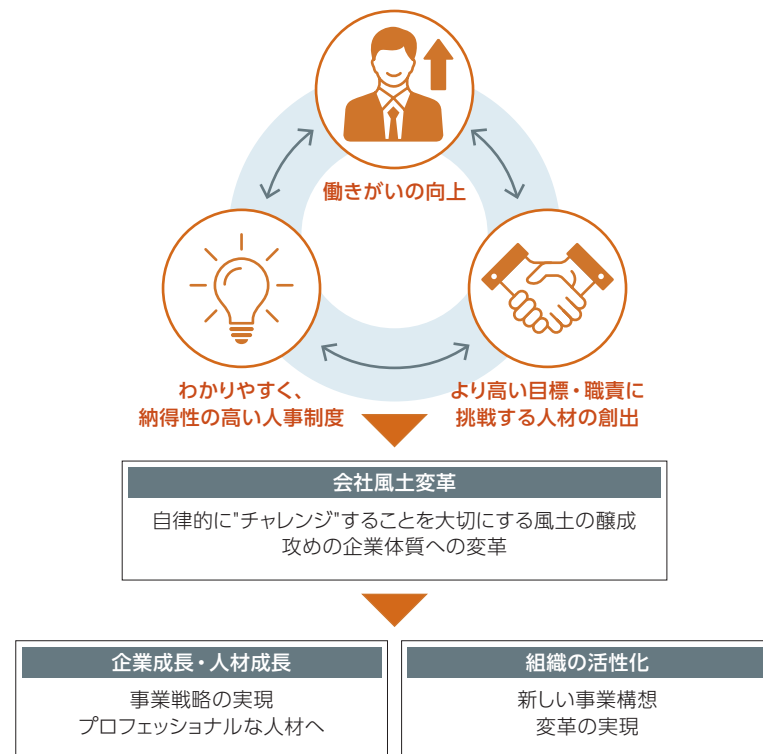 働きがいの向上
わかりやすく、
納得性の高い人事制度
より高い目標・職責に
挑戦する人材の創出
会社風土変革
自律的に"チャレンジ"することを大切にする風土の醸成
攻めの企業体質への変革
企業成長・人材成長
事業戦略の実現
プロフェッショナルな人材へ
組織の活性化
新しい事業構想
変革の実現